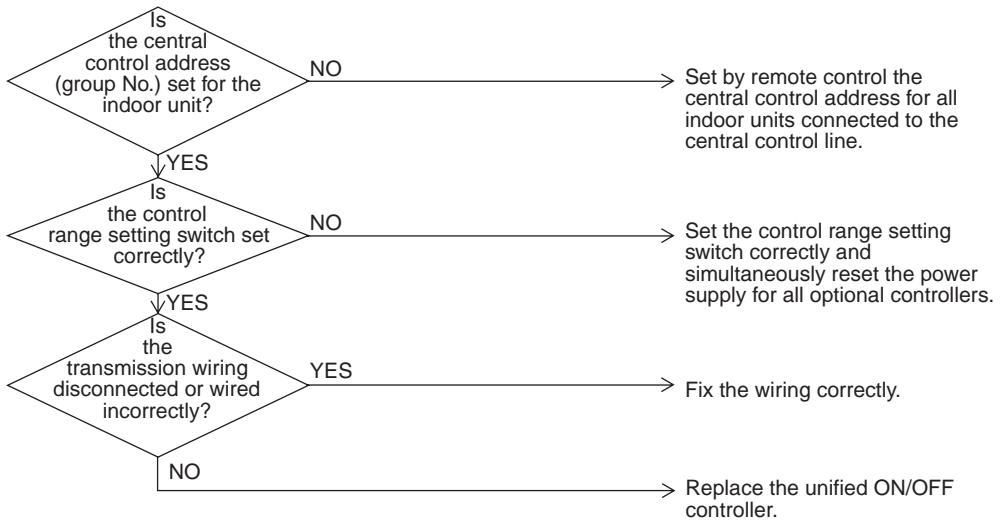 Is
the central
control address
(group No.) set for the
indoor unit?
NO
Set by remote control the
central control address for all
indoor units connected to the
central control line.
YES
Is
the control
range setting switch set
correctly?
NO
Set the control range setting
switch correctly and
simultaneously reset the power
supply for all optional controllers.
YES
Is
the
transmission wiring
disconnected or wired
incorrectly?
YES
Fix the wiring correctly.
NO
Replace the unified ON/OFF
controller.